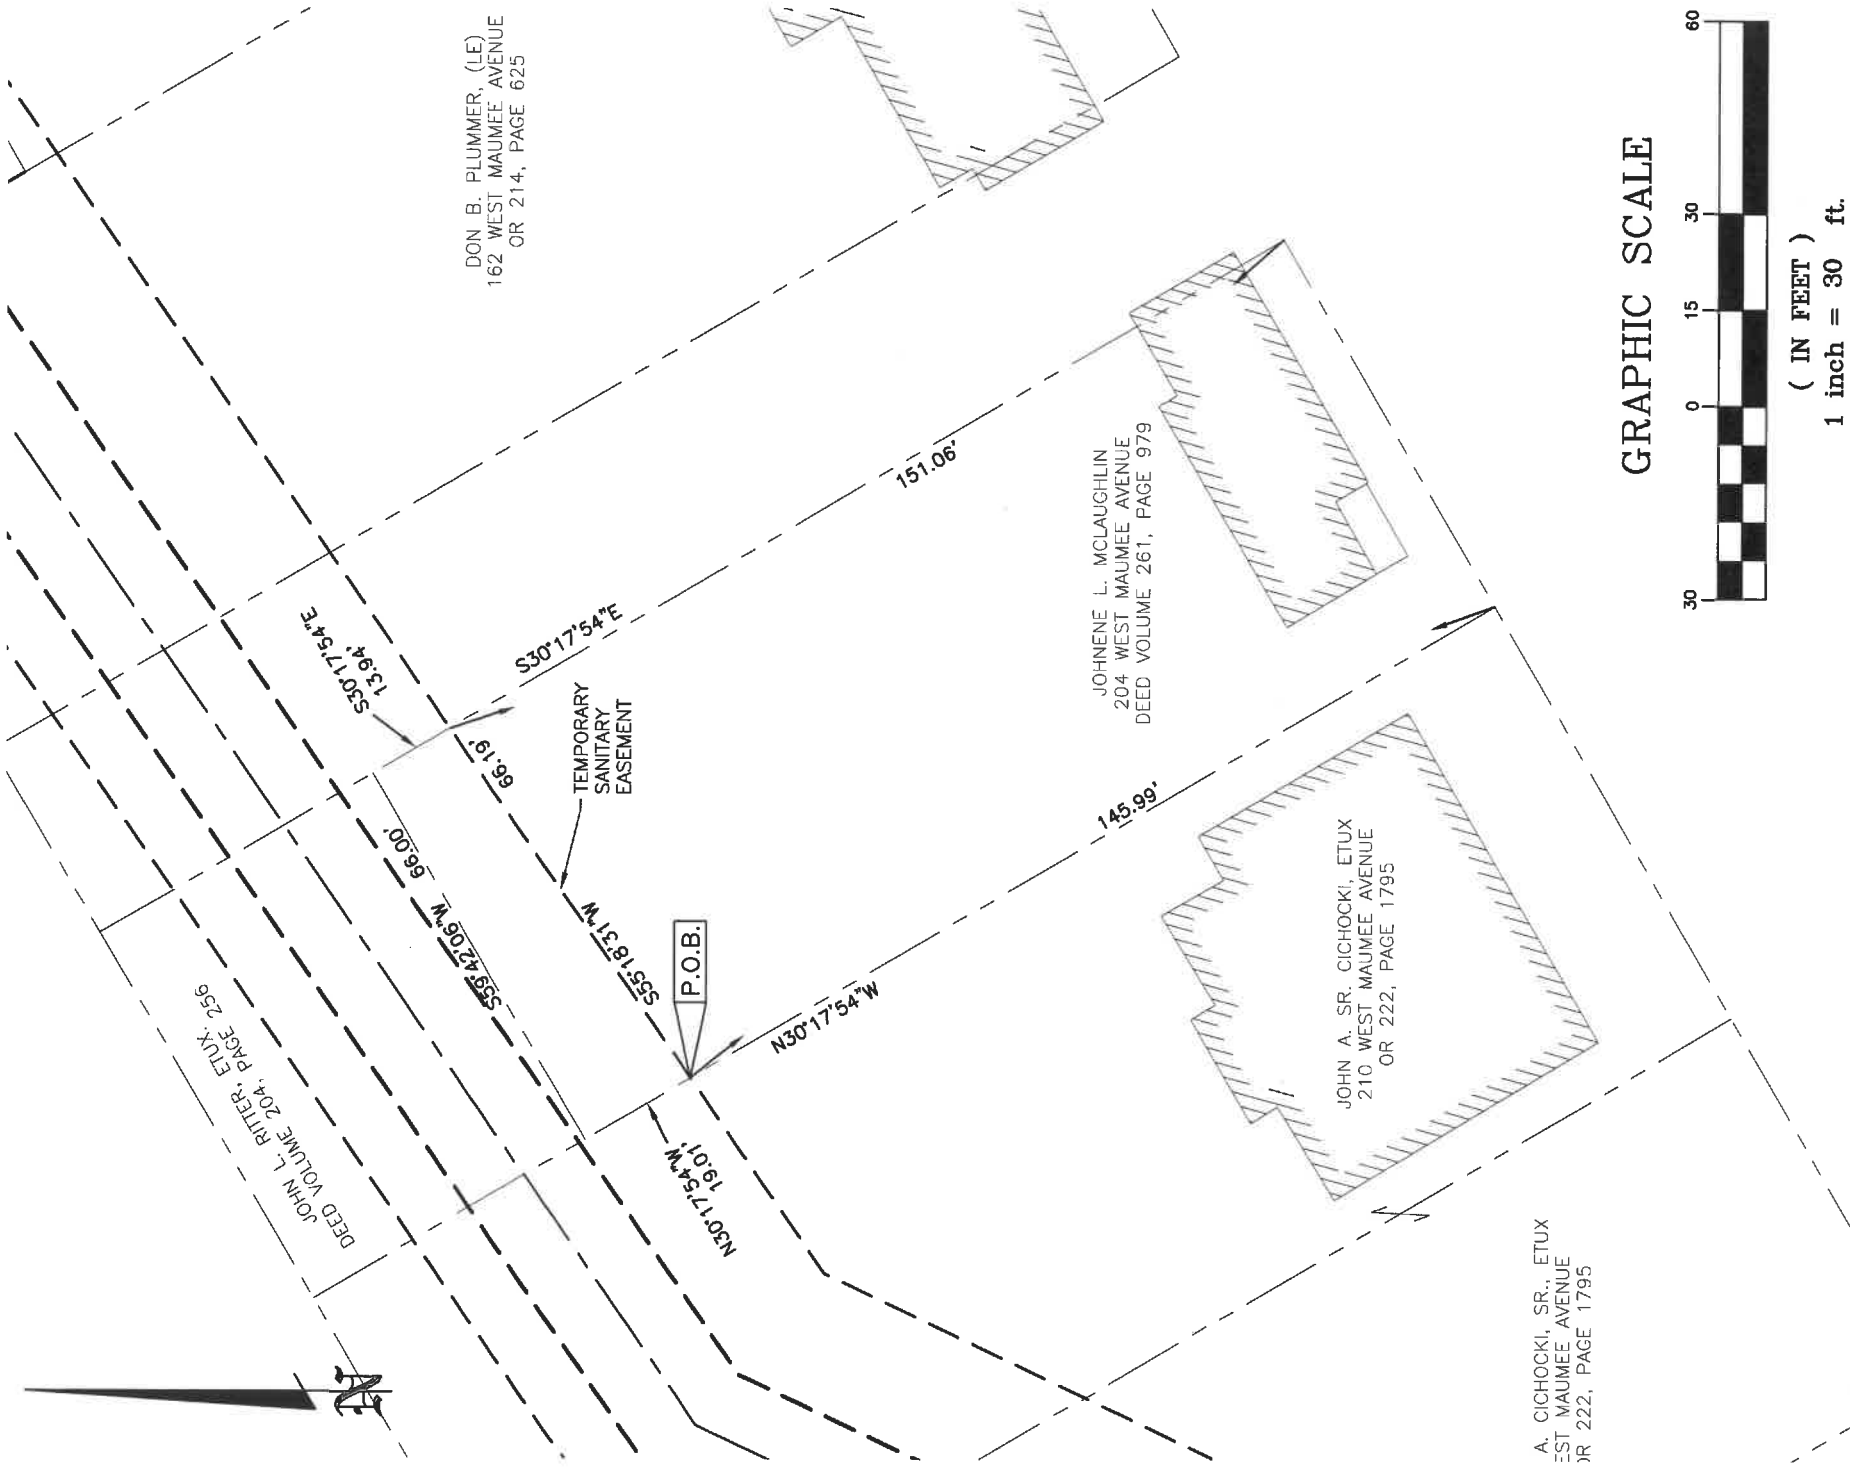 DON B. PLUMMER, (LE)
162 WEST MAUMEE AVENUE
OR 214, PAGE 625
JOHN L. RITTER, ETUX.
DEED VOLUME 204, PAGE 256
S30°17'54"E
13.94'
S30°17'54"E
151.06'
66.19'
S55°18'31"W
TEMPORARY
SANITARY
EASEMENT
66.00'
S59°42'06"W
P.O.B.
N30°17'54"W
19.01'
N30°17'54"W
145.99'
JOHNENE L. MCLAUGHLIN
204 WEST MAUMEE AVENUE
DEED VOLUME 261, PAGE 979
JOHN A. SR. CICHOCKI, ETUX
210 WEST MAUMEE AVENUE
OR 222, PAGE 1795
A. CICHOCKI, SR., ETUX
EST MAUMEE AVENUE
OR 222, PAGE 1795
N
GRAPHIC SCALE
30 0 15 30 60
( IN FEET )
1 inch = 30 ft.